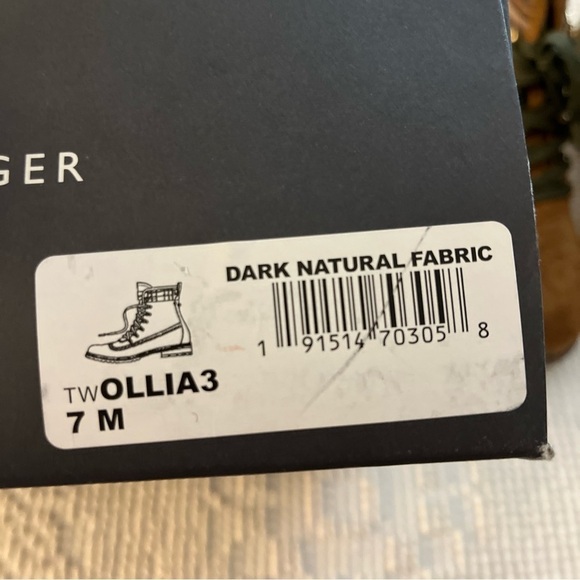 GER
DARK NATURAL FABRIC
1 91514 70305 8
TWOLLIA3
7 M